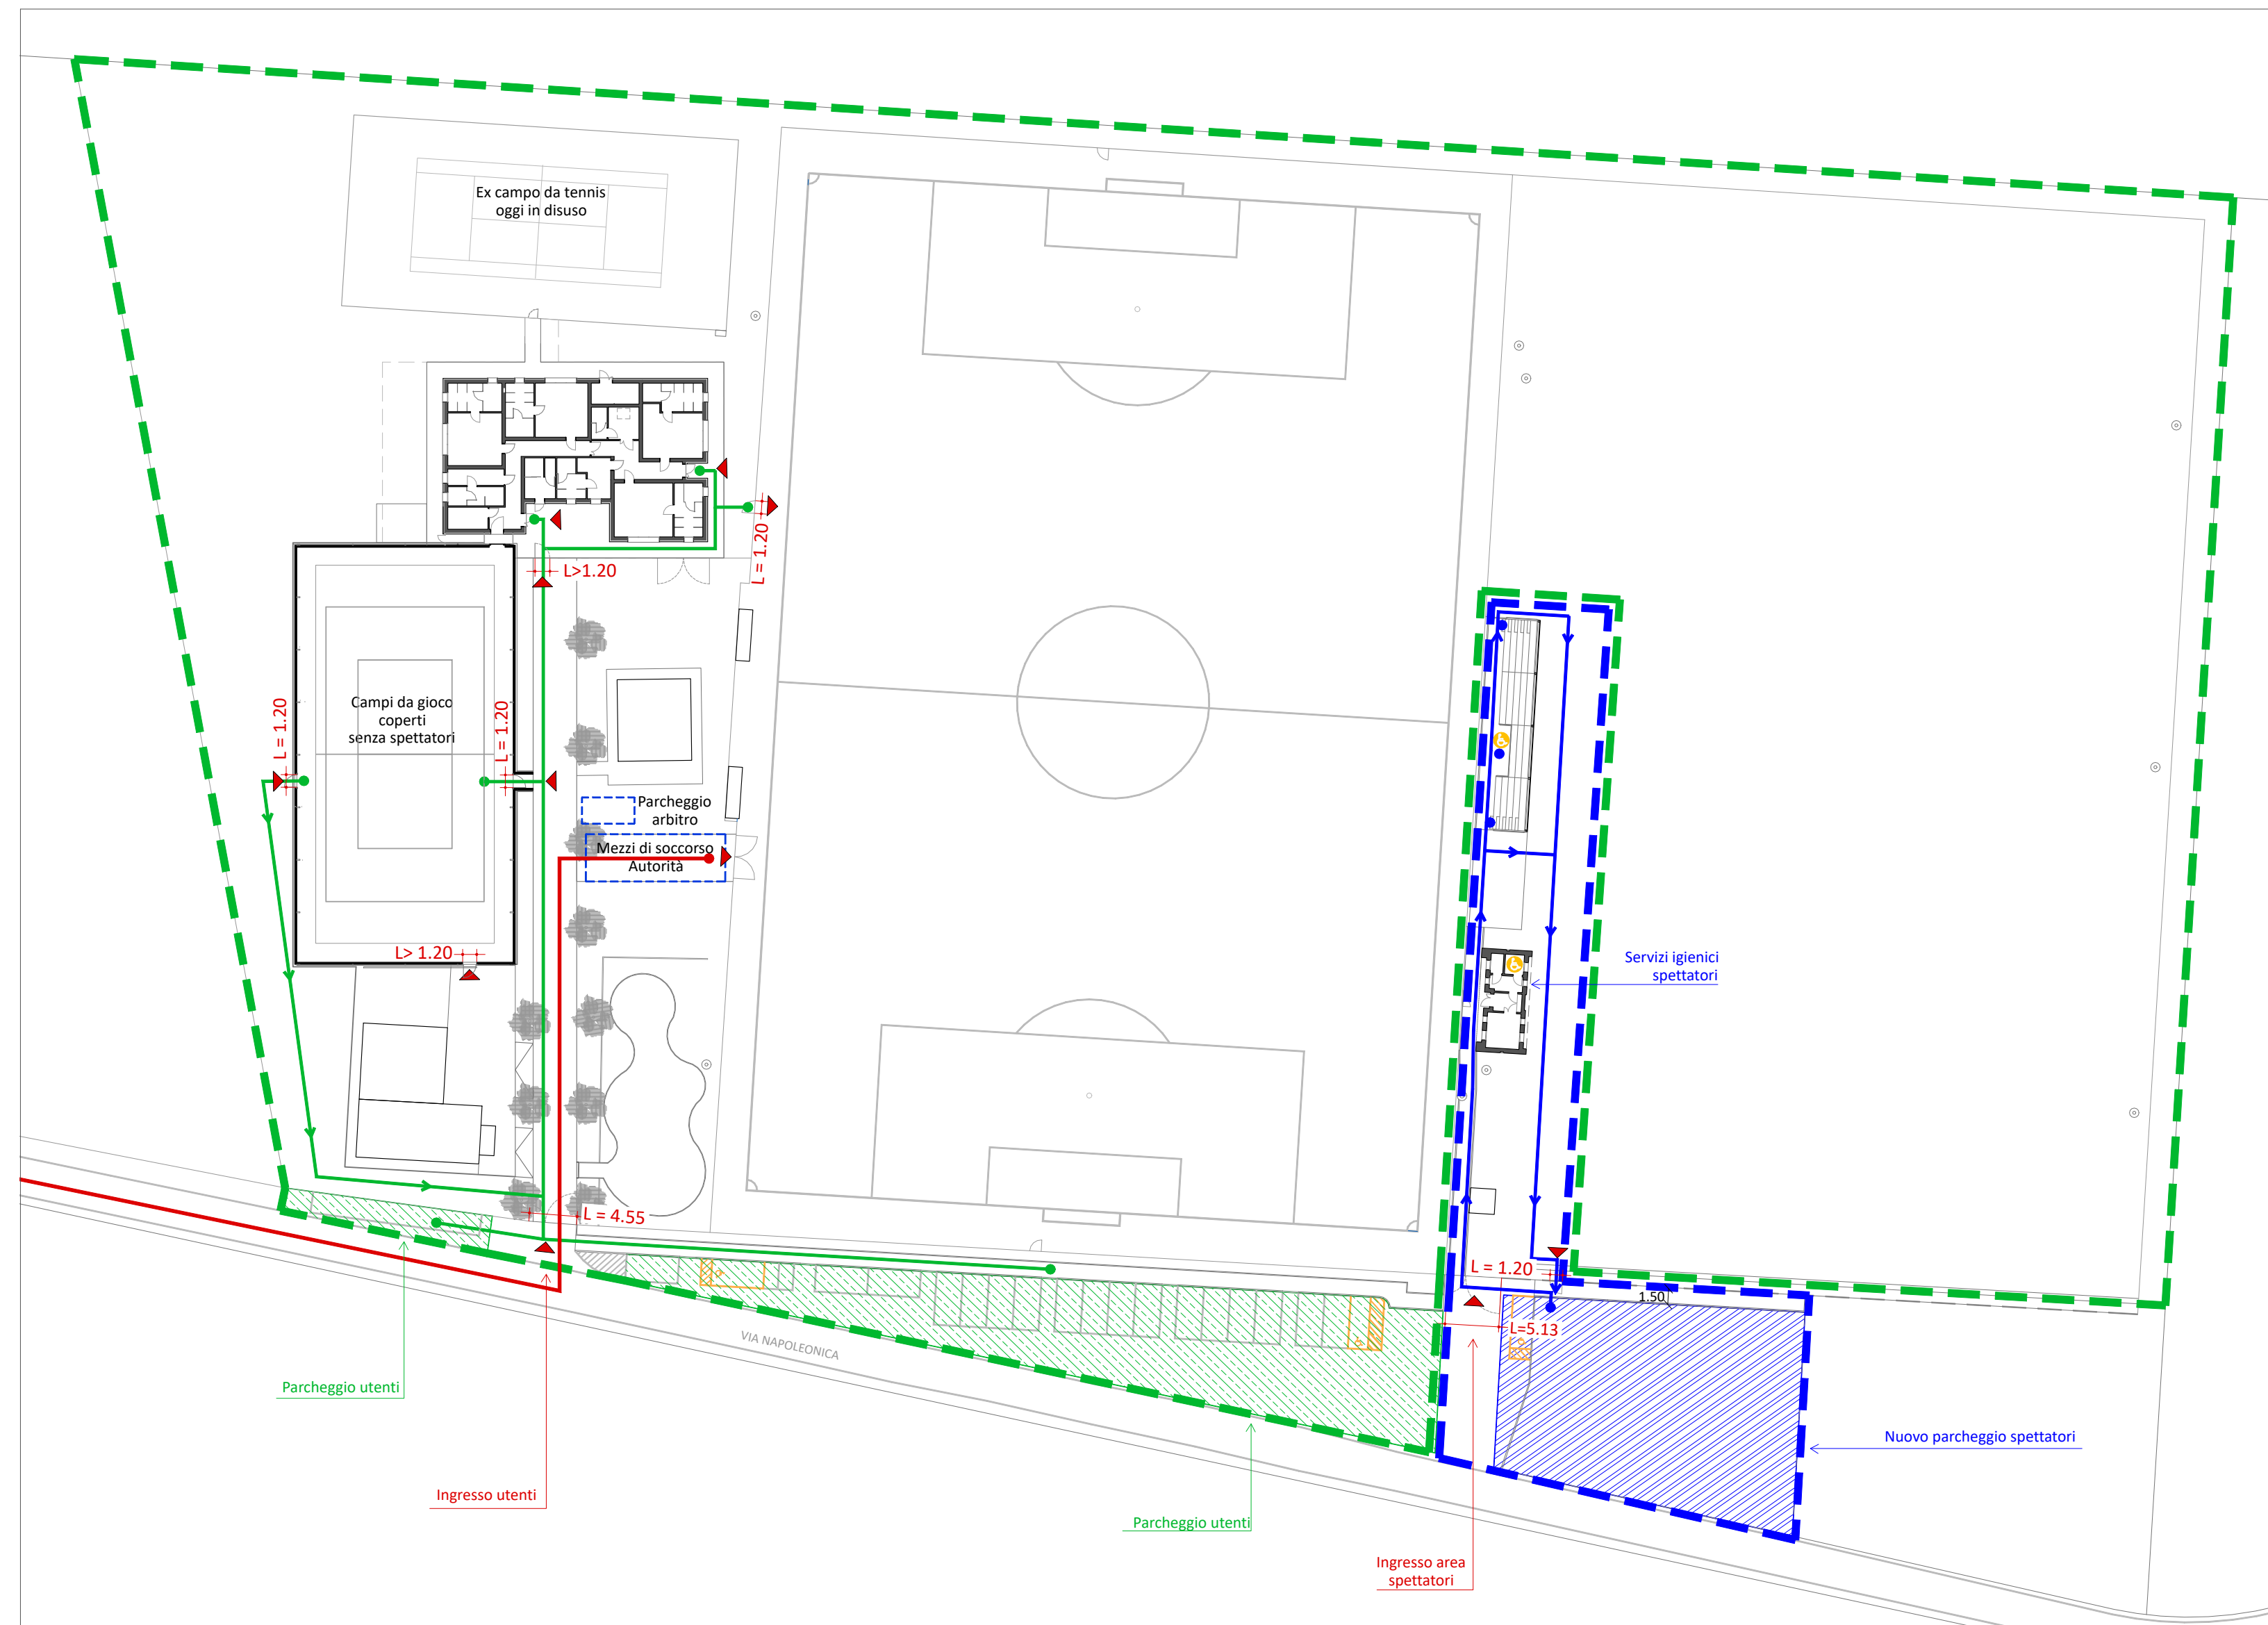 Ex campo da tennis
oggi in disuso
L>1.20
L = 1.20
L = 1.20
Campi da gioco
coperti
senza spettatori
L = 1.20
Parcheggio
arbitro
Mezzi di soccorso
Autorità
L> 1.20
Servizi igienici
spettatori
L = 4.55
L = 1.20
1.50
L=5.13
VIA NAPOLEONICA
Parcheggio utenti
Nuovo parcheggio spettatori
Ingresso utenti
Parcheggio utenti
Ingresso area
spettatori